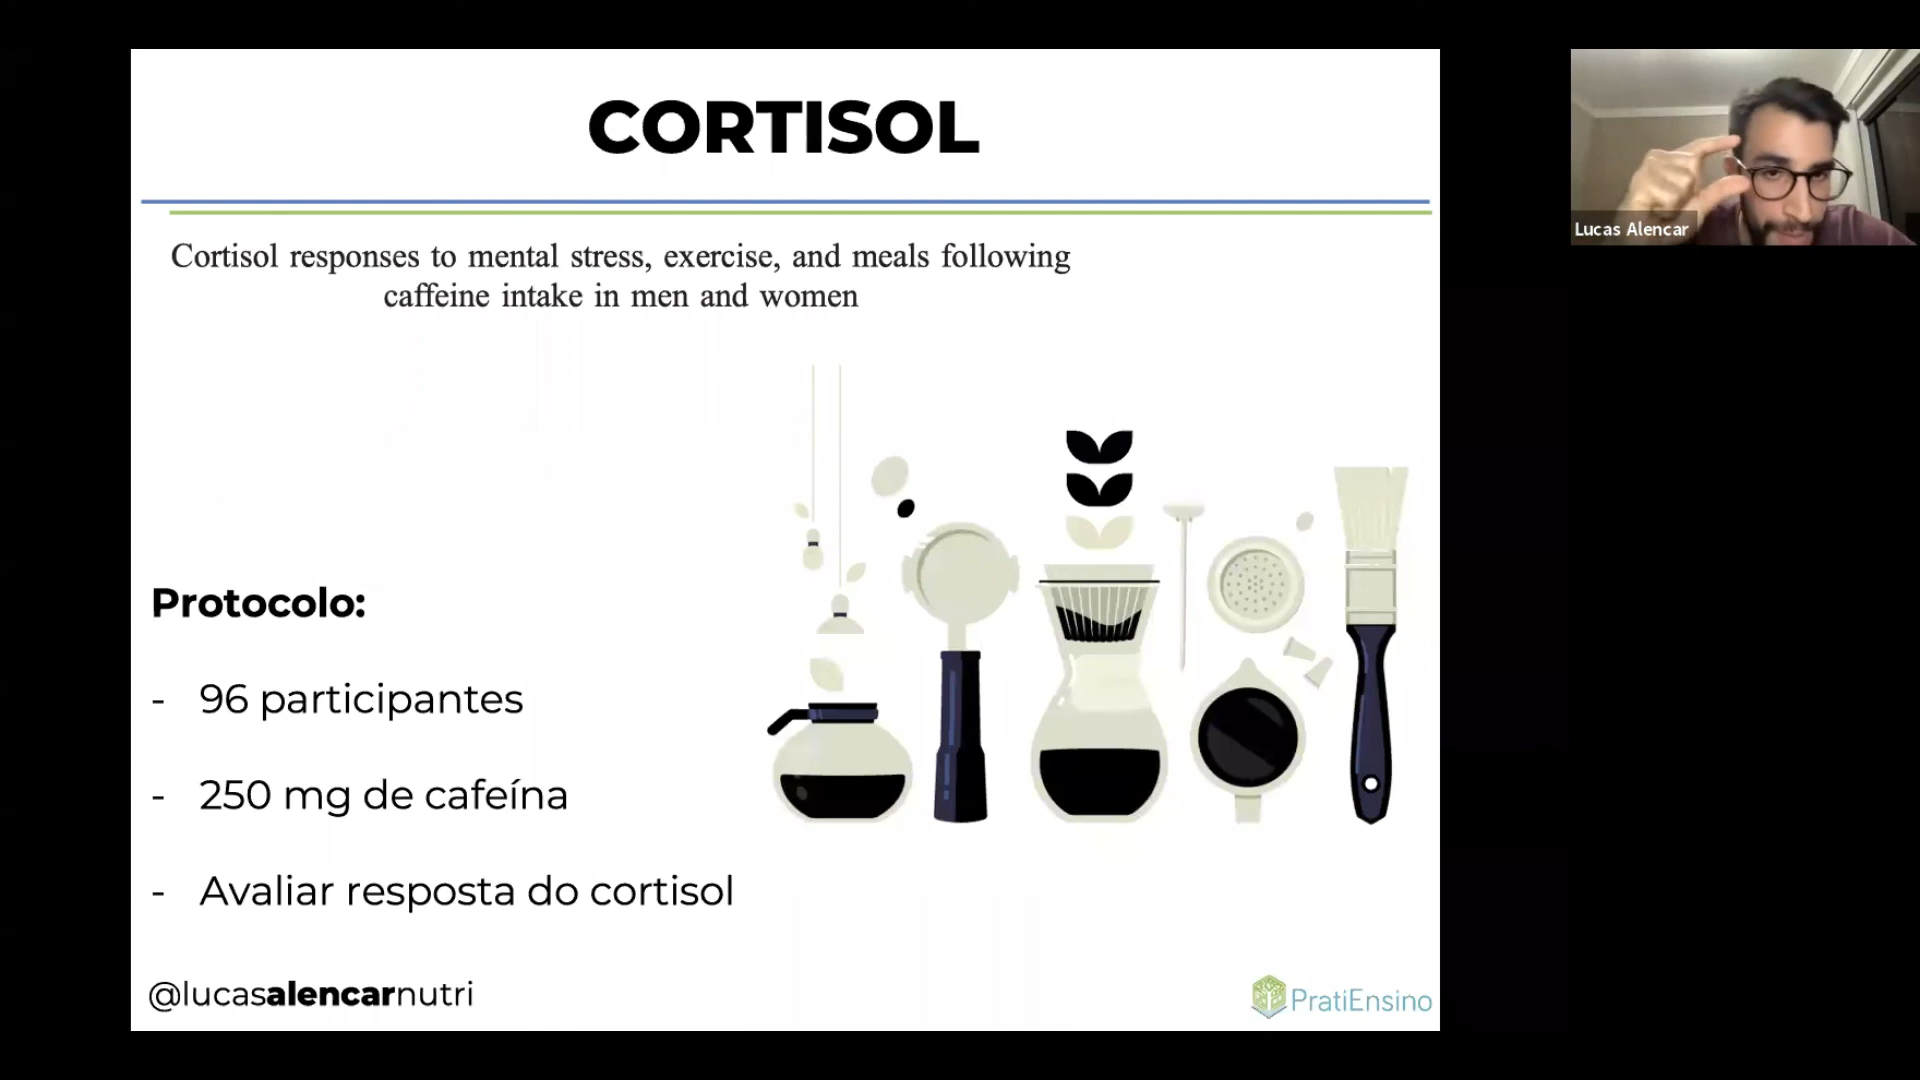 CORTISOL
Cortisol responses to mental stress, exercise, and meals following
caffeine intake in men and women
Protocolo:
- 96 participantes
- 250 mg de cafeína
- Avaliar resposta do cortisol
@lucasalencarnutri
PratiEnsino
Lucas Alencar